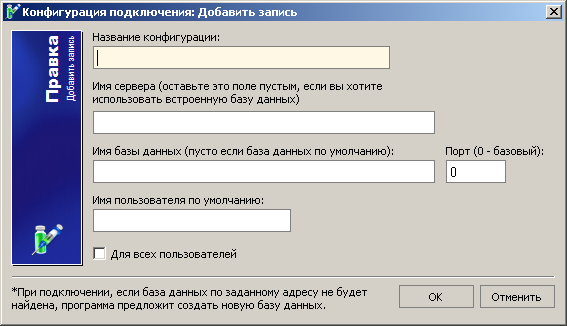 Конфигурация подключения: Добавить запись
Правка
Добавить запись
Название конфигурации:
Имя сервера (оставьте это поле пустым, если вы хотите
использовать встроенную базу данных)
Имя базы данных (пусто если база данных по умолчанию):
Порт (0 - базовый):
0
Имя пользователя по умолчанию:
Для всех пользователей
*При подключении, если база данных по заданному адресу не будет
найдена, программа предложит создать новую базу данных.
OK
Отменить